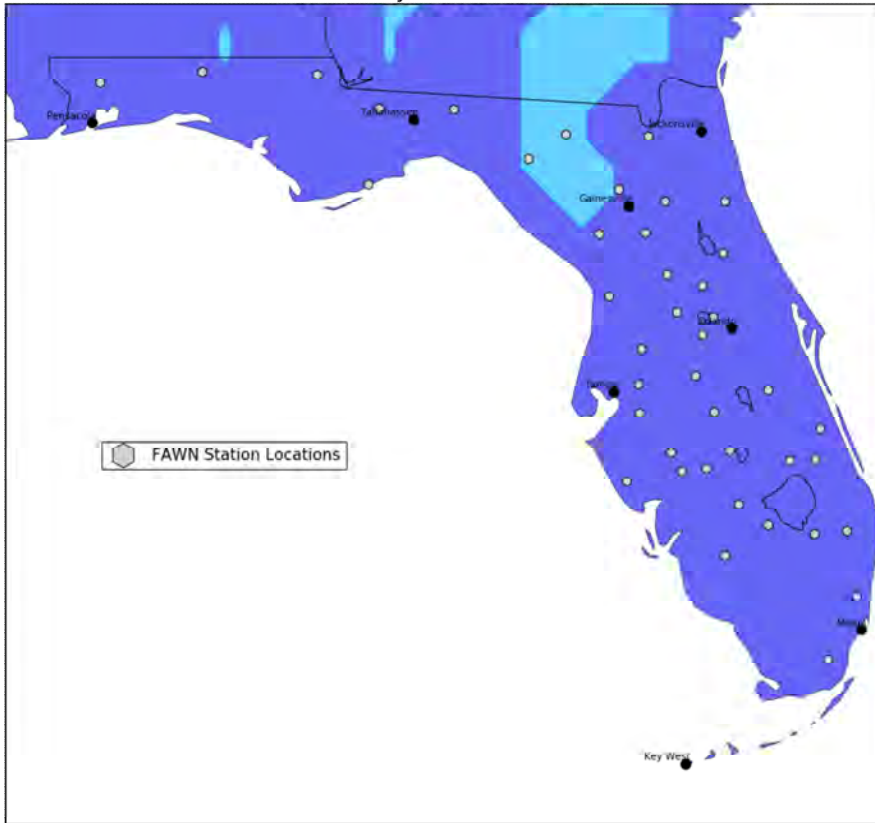 Pensacola
Tallahassee
Jacksonville
Gainesville
Orlando
Tampa
FAWN Station Locations
Miami
Key West